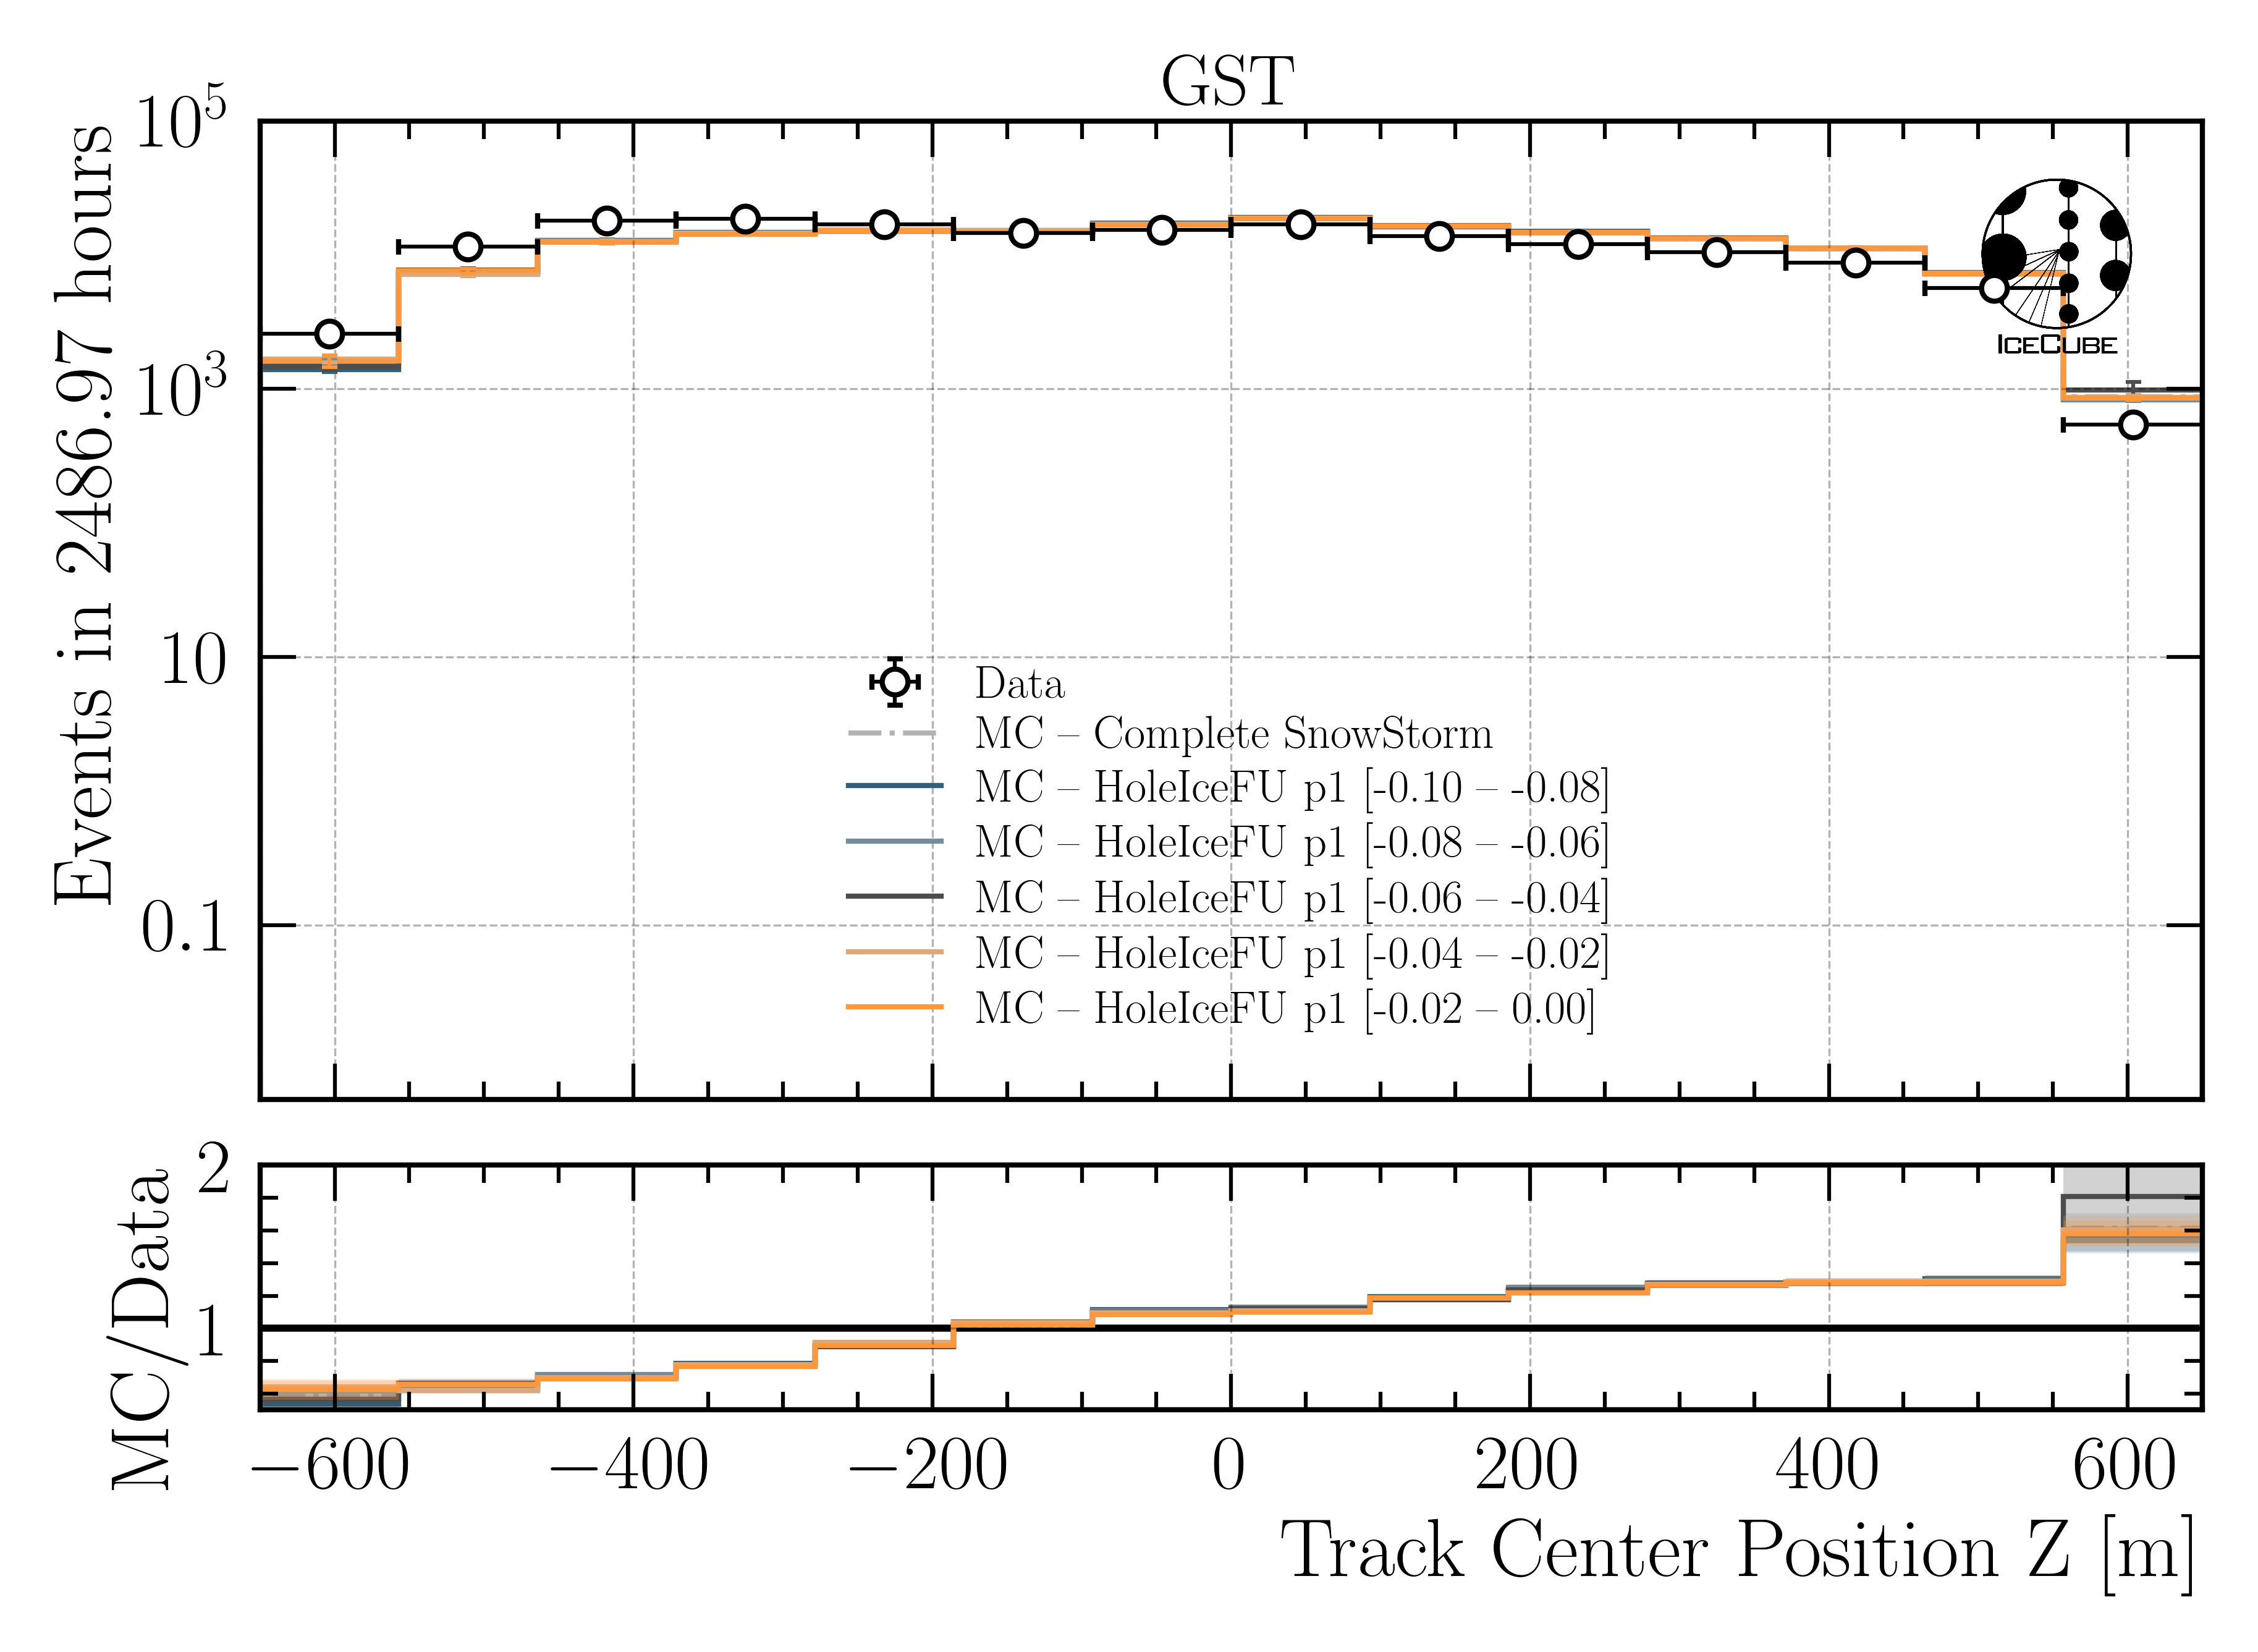 GST
Events in 2486.97 hours
10^5
10^3
10
0.1
ICECUBE
Data
MC – Complete SnowStorm
MC – HoleIceFU p1 [-0.10 – -0.08]
MC – HoleIceFU p1 [-0.08 – -0.06]
MC – HoleIceFU p1 [-0.06 – -0.04]
MC – HoleIceFU p1 [-0.04 – -0.02]
MC – HoleIceFU p1 [-0.02 – 0.00]
MC/Data
2
1
−600 −400 −200 0 200 400 600
Track Center Position Z [m]